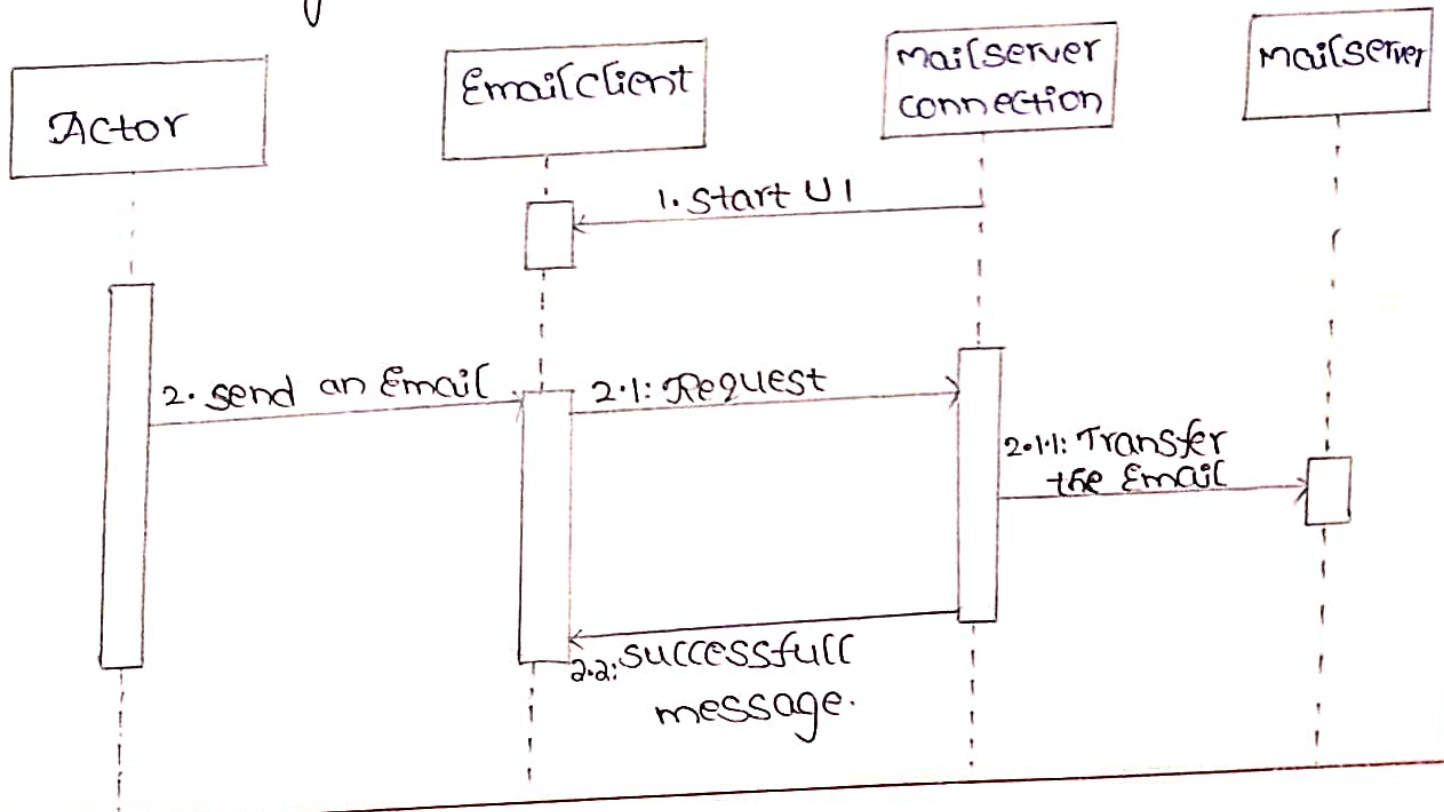 Actor
Emailclient
mailserver
connection
mailserver
1. Start UI
2. send an Email
2.1: Request
2.1.1: Transfer
the Email
2.2: successfull
message.